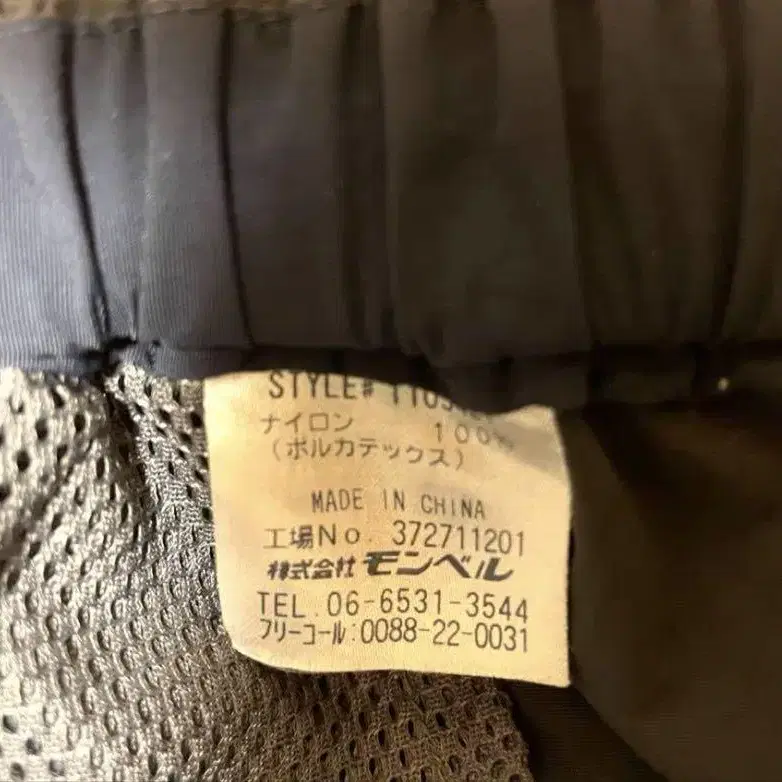 STYLE#
ナイロン 100%
(ポルカテックス)
MADE IN CHINA
工場No. 372711201
株式会社 モンベル
TEL.06-6531-3544
フリーコール:0088-22-0031